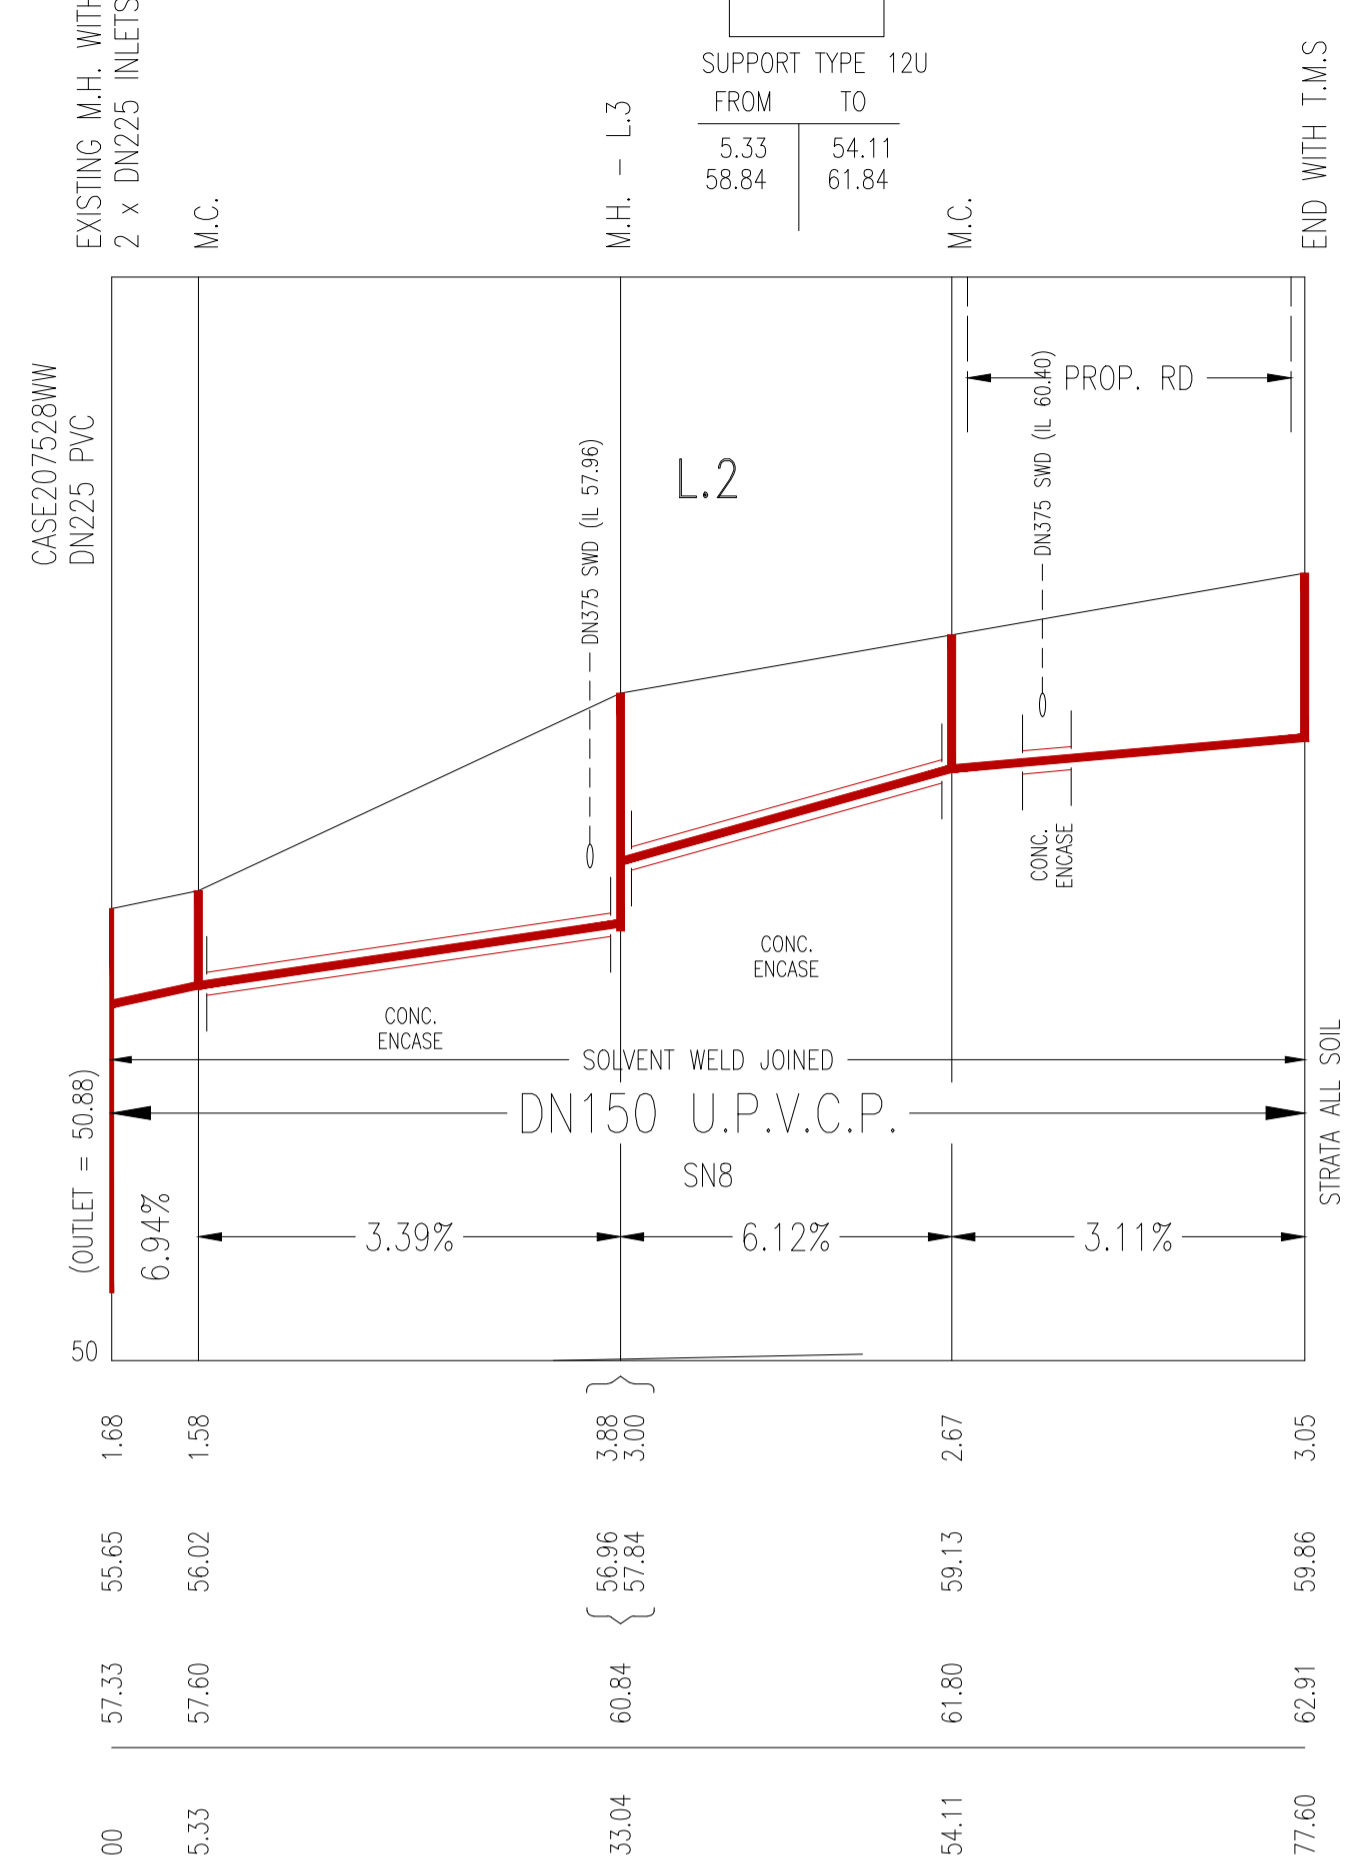 EXISTING M.H. WITH
2 x DN225 INLETS
M.C.
M.H. - L.3
SUPPORT TYPE 12U
FROM TO
5.33 54.11
58.84 61.84
M.C.
END WITH T.M.S
CASE207528WW
DN225 PVC
DN375 SWD (IL 57.96)
L.2
DN375 SWD (IL 60.40)
PROP. RD
CONC.
ENCASE
CONC.
ENCASE
CONC.
ENCASE
SOLVENT WELD JOINED
DN150 U.P.V.C.P.
SN8
(OUTLET = 50.88)
6.94%
3.39%
6.12%
3.11%
STRATA ALL SOIL
50
1.68 1.58 3.88 3.00 2.67 3.05
55.65 56.02 56.96 57.84 59.13 59.86
57.33 57.60 60.84 61.80 62.91
00 5.33 33.04 54.11 77.60